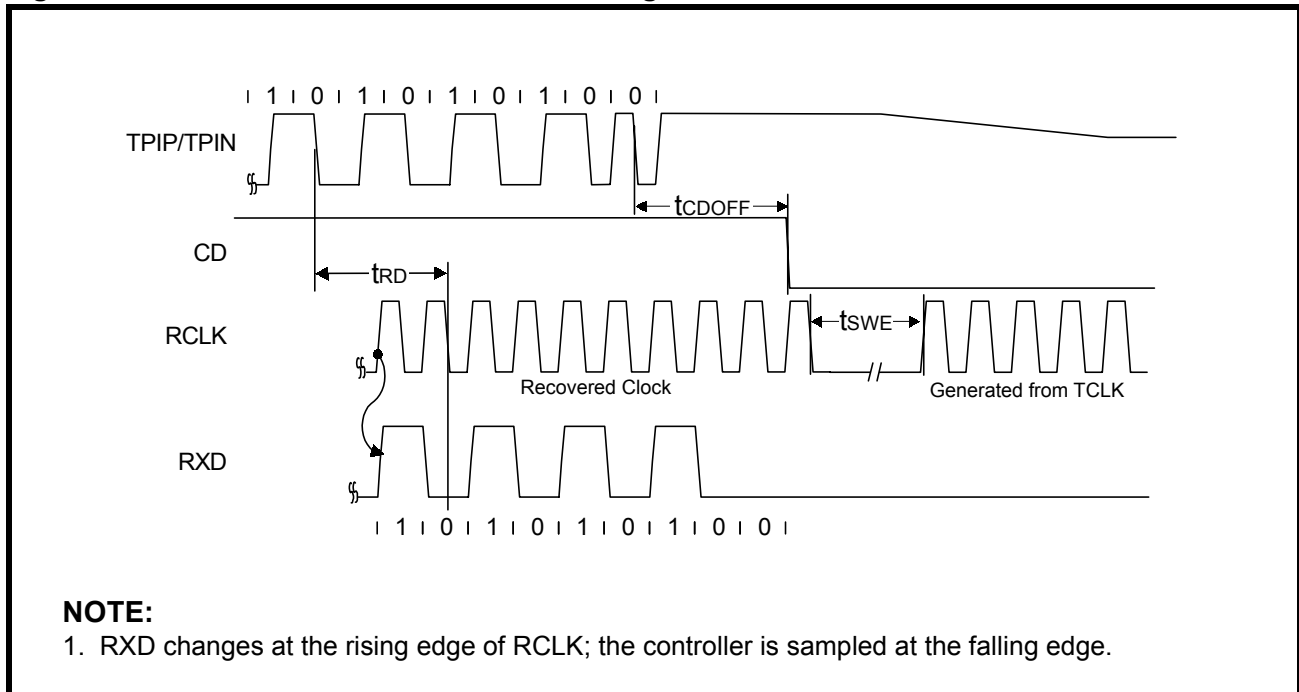 1 0 1 0 1 0 1 0 0
TPIP/TPIN
tCDOFF
CD
tRD
RCLK
tSWE
Recovered Clock
Generated from TCLK
RXD
1 0 1 0 1 0 1 0 0
NOTE:
1. RXD changes at the rising edge of RCLK; the controller is sampled at the falling edge.